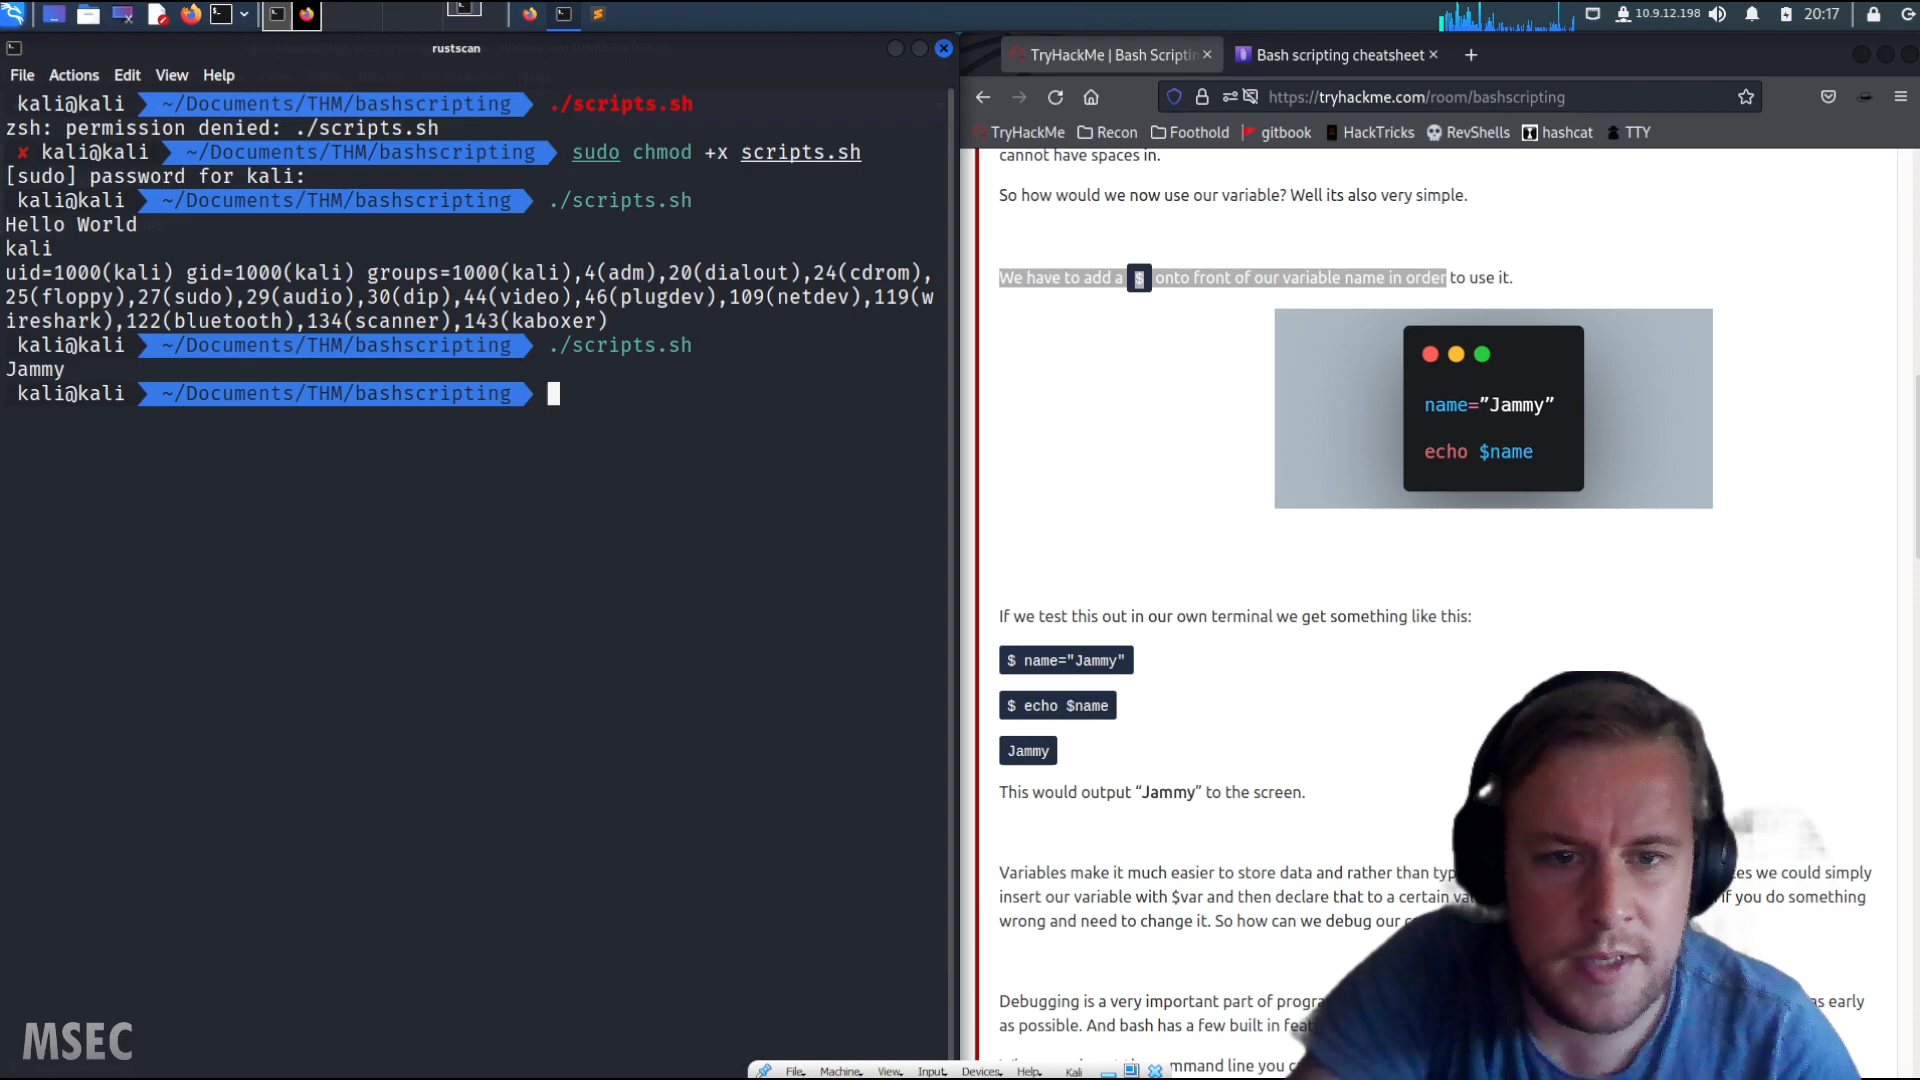 10.9.12.198
20:17
rustscan
File Actions Edit View Help
kali@kali ~/Documents/THM/bashscripting ./scripts.sh
zsh: permission denied: ./scripts.sh
✘ kali@kali ~/Documents/THM/bashscripting sudo chmod +x scripts.sh
[sudo] password for kali:
kali@kali ~/Documents/THM/bashscripting ./scripts.sh
Hello World
kali
uid=1000(kali) gid=1000(kali) groups=1000(kali),4(adm),20(dialout),24(cdrom),
25(floppy),27(sudo),29(audio),30(dip),44(video),46(plugdev),109(netdev),119(w
ireshark),122(bluetooth),134(scanner),143(kaboxer)
kali@kali ~/Documents/THM/bashscripting ./scripts.sh
Jammy
kali@kali ~/Documents/THM/bashscripting
MSEC
TryHackMe | Bash Scriptin
Bash scripting cheatsheet
https://tryhackme.com/room/bashscripting
TryHackMe Recon Foothold gitbook HackTricks RevShells hashcat TTY
cannot have spaces in.
So how would we now use our variable? Well its also very simple.
We have to add a $ onto front of our variable name in order to use it.
name=”Jammy”
echo $name
If we test this out in our own terminal we get something like this:
$ name="Jammy"
$ echo $name
Jammy
This would output “Jammy” to the screen.
Variables make it much easier to store data and rather than we could simply
insert our variable with $var and then declare that to a certain if you do something
wrong and need to change it. So how can we debug our
Debugging is a very important part of as early
as possible. And bash has a few built in
command line you
File Machine View Input Devices Help Kali